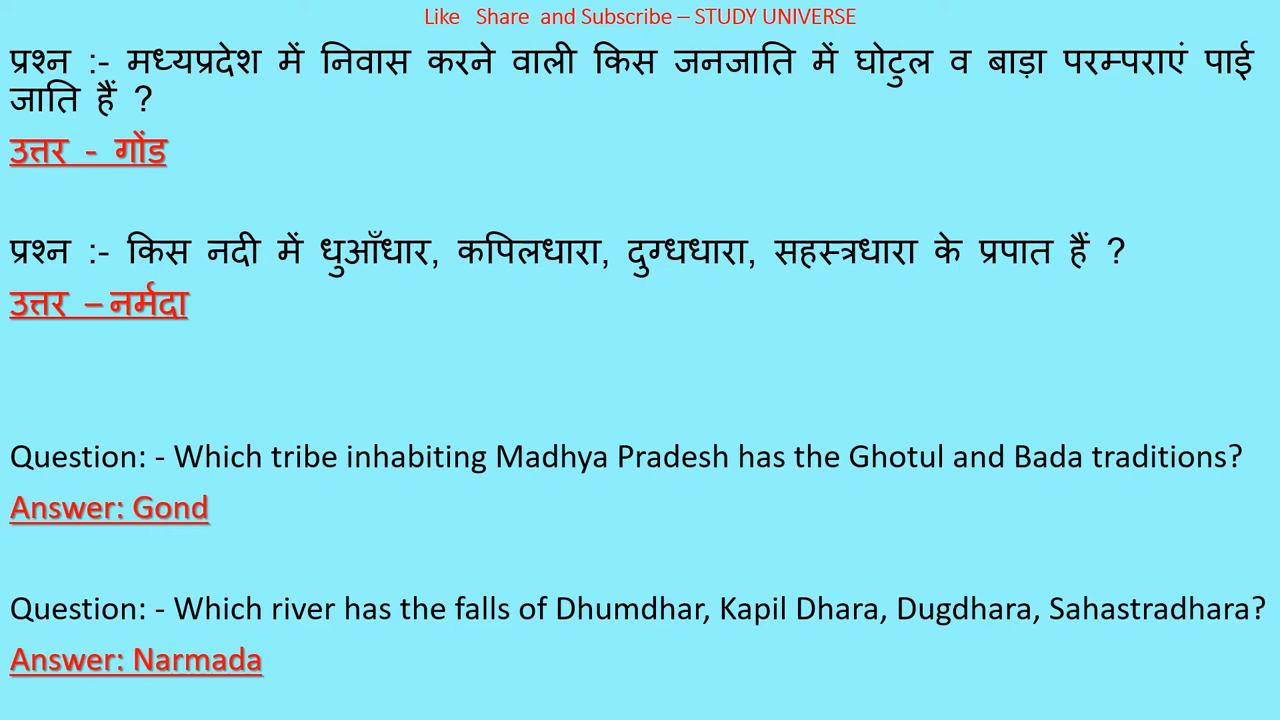 Like Share and Subscribe – STUDY UNIVERSE
प्रश्न :- मध्यप्रदेश में निवास करने वाली किस जनजाति में घोटुल व बाड़ा परम्पराएं पाई
जाति हैं ?
उत्तर - गोंड
प्रश्न :- किस नदी में धुआँधार, कपिलधारा, दुग्धधारा, सहस्त्रधारा के प्रपात हैं ?
उत्तर – नर्मदा
Question: - Which tribe inhabiting Madhya Pradesh has the Ghotul and Bada traditions?
Answer: Gond
Question: - Which river has the falls of Dhumdhar, Kapil Dhara, Dugdhara, Sahastradhara?
Answer: Narmada